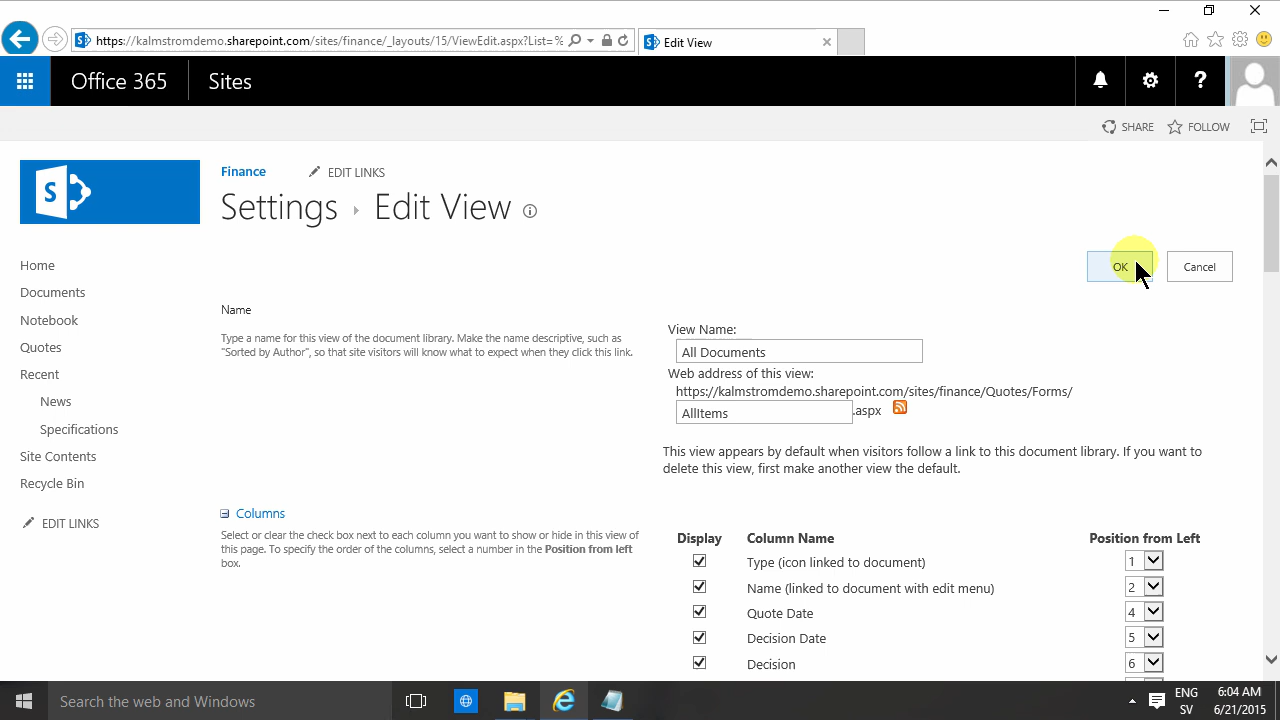 https://kalmstromdemo.sharepoint.com/sites/finance/_layouts/15/ViewEdit.aspx?List=%
Edit View
Office 365
Sites
?
SHARE
FOLLOW
S
Finance
EDIT LINKS
Settings
Edit View
OK
Cancel
Home
Documents
Notebook
Quotes
Recent
News
Specifications
Site Contents
Recycle Bin
EDIT LINKS
Name
Type a name for this view of the document library. Make the name descriptive, such as
"Sorted by Author", so that site visitors will know what to expect when they click this link.
View Name:
All Documents
Web address of this view:
https://kalmstromdemo.sharepoint.com/sites/finance/Quotes/Forms/
AllItems .aspx
This view appears by default when visitors follow a link to this document library. If you want to
delete this view, first make another view the default.
Columns
Select or clear the check box next to each column you want to show or hide in this view of
this page. To specify the order of the columns, select a number in the Position from left
box.
Display Column Name Position from Left
Type (icon linked to document) 1
Name (linked to document with edit menu) 2
Quote Date 4
Decision Date 5
Decision 6
Search the web and Windows
ENG 6:04 AM
SV 6/21/2015